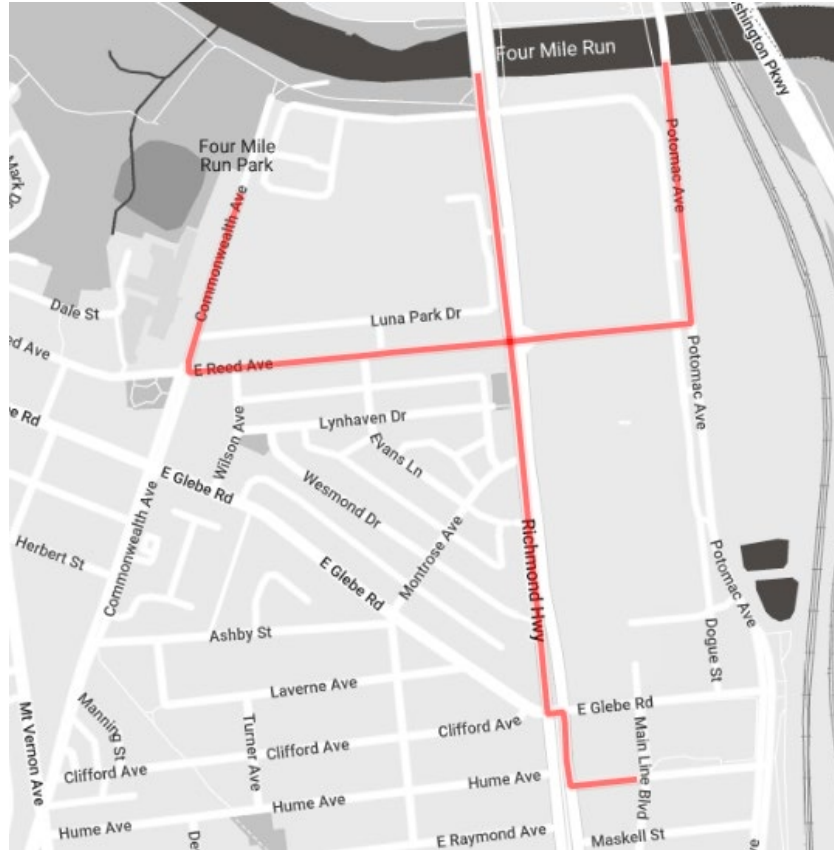 Four Mile Run
shington Pkwy
Four Mile
Run Park
Potomac Ave
Mark D
Commonwealth Ave
Dale St
Luna Park Dr
ed Ave
E Reed Ave
Potomac Ave
e Rd
Wilson Ave
Lynhaven Dr
Evans Ln
E Glebe Rd
Wesmond Dr
Commonwealth Ave
Montrose Ave
Richmond Hwy
Herbert St
E Glebe Rd
Potomac Ave
Ashby St
Dogue St
Laverne Ave
Manning St
Mt Vernon Ave
Turner Ave
E Glebe Rd
Clifford Ave
Main Line Blvd
Clifford Ave
Clifford Ave
Hume Ave
Hume Ave
Hume Ave
De
E Raymond Ave
Maskell St
ve